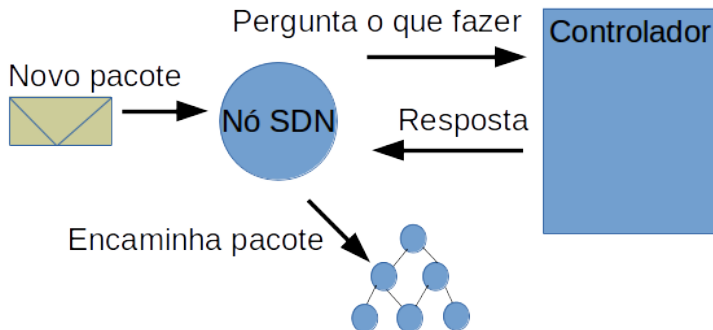 Pergunta o que fazer
Controlador
Novo pacote
Nó SDN
Resposta
Encaminha pacote